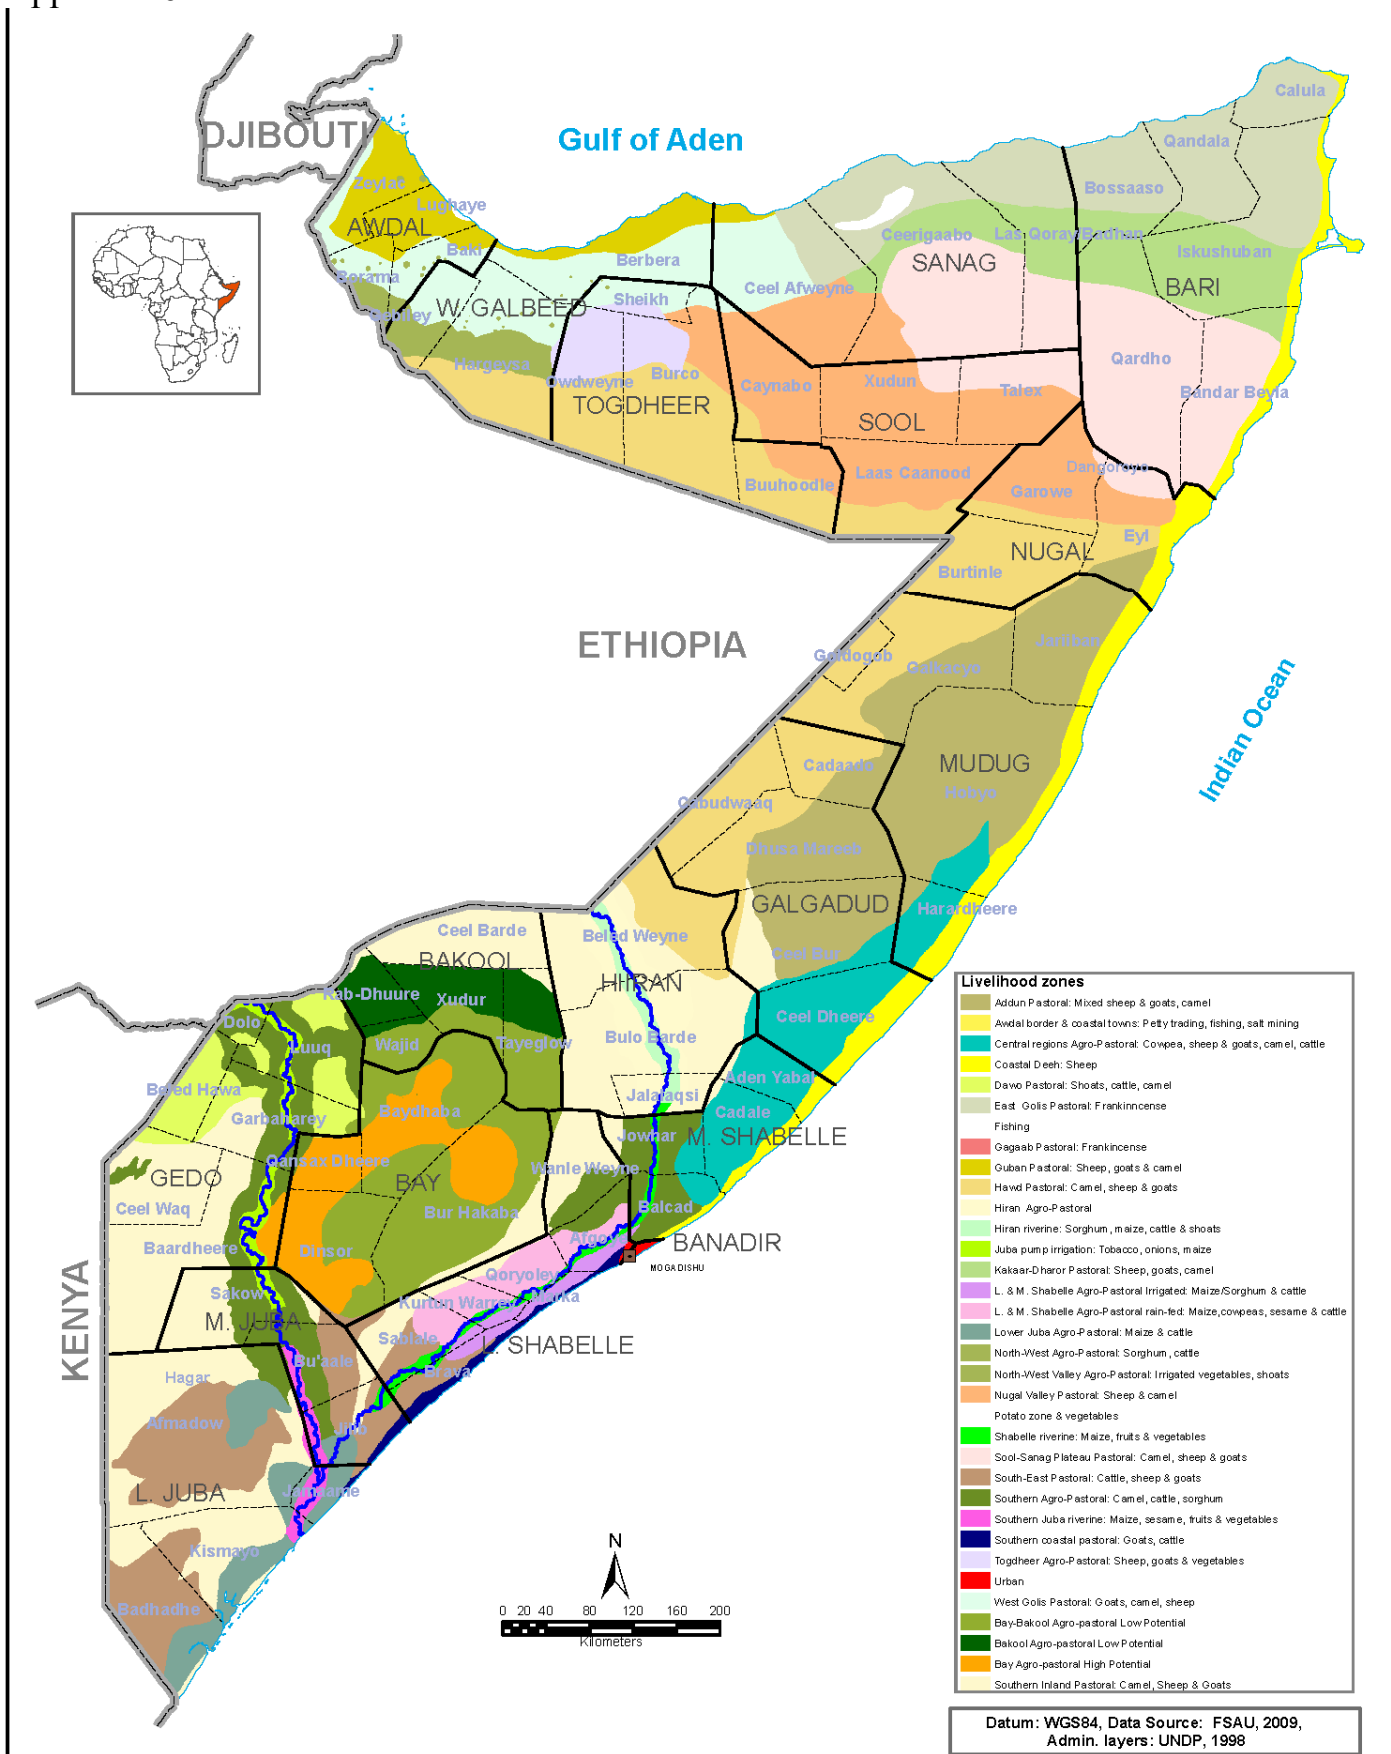 DJIBOUTI
Gulf of Aden
Calula
Qandala
Zeylac
Bossaaso
Lughaye
AWDAL
Ceerigaabo
Las Qoray/Badhan
Baki
Iskushuban
Berbera
SANAG
Borama
Ceel Afweyne
BARI
Sheikh
W. GALBEED
Gebiley
Qardho
Hargeysa
Burco
Owdweyne
Caynabo
Xudun
Talex
Bandar Beyla
TOGDHEER
SOOL
Dangoroyo
Laas Caanood
Buuhoodle
Garowe
Eyl
NUGAL
Burtinle
ETHIOPIA
Jariiban
Goldogob
Galkacyo
Indian Ocean
MUDUG
Cadaado
Hobyo
Cabudwaaq
Dhusa Mareeb
GALGADUD
Harardheere
Ceel Barde
Beled Weyne
Ceel Bur
BAKOOL
HIRAN
Rab-Dhuure
Xudur
Dolo
Ceel Dheere
Luuq
Wajid
Tayeglow
Bulo Barde
Aden Yabal
Beled Hawa
Jalalaqsi
Garbaharey
Baydhaba
Cadale
Jowhar
M. SHABELLE
Qansax Dheere
Wanle Weyne
GEDO
BAY
Ceel Waq
Bur Hakaba
Balcad
Baardheere
Dinsor
Afgoye
BANADIR
MOGADISHU
Qoryoley
Sakow
Kurtun Warrey
Marka
M. JUBA
KENYA
Sablale
L. SHABELLE
Bu'aale
Hagar
Brava
Afmadow
Jilib
L. JUBA
Jamaame
Kismayo
Badhadhe
N
0 20 40 80 120 160 200
Kilometers
Livelihood zones
Addun Pastoral: Mixed sheep & goats, camel
Awdal border & coastal towns: Petty trading, fishing, salt mining
Central regions Agro-Pastoral: Cowpea, sheep & goats, camel, cattle
Coastal Deeh: Sheep
Dawo Pastoral: Shoats, cattle, camel
East Golis Pastoral: Frankinncense
Fishing
Gagaab Pastoral: Frankincense
Guban Pastoral: Sheep, goats & camel
Hawd Pastoral: Camel, sheep & goats
Hiran Agro-Pastoral
Hiran riverine: Sorghum, maize, cattle & shoats
Juba pump irrigation: Tobacco, onions, maize
Kakaar-Dharor Pastoral: Sheep, goats, camel
L. & M. Shabelle Agro-Pastoral Irrigated: Maize/Sorghum & cattle
L. & M. Shabelle Agro-Pastoral rain-fed: Maize,cowpeas, sesame & cattle
Lower Juba Agro-Pastoral: Maize & cattle
North-West Agro-Pastoral: Sorghum, cattle
North-West Valley Agro-Pastoral: Irrigated vegetables, shoats
Nugal Valley Pastoral: Sheep & camel
Potato zone & vegetables
Shabelle riverine: Maize, fruits & vegetables
Sool-Sanag Plateau Pastoral: Camel, sheep & goats
South-East Pastoral: Cattle, sheep & goats
Southern Agro-Pastoral: Camel, cattle, sorghum
Southern Juba riverine: Maize, sesame, fruits & vegetables
Southern coastal pastoral: Goats, cattle
Togdheer Agro-Pastoral: Sheep, goats & vegetables
Urban
West Golis Pastoral: Goats, camel, sheep
Bay-Bakool Agro-pastoral Low Potential
Bakool Agro-pastoral Low Potential
Bay Agro-pastoral High Potential
Southern Inland Pastoral: Camel, Sheep & Goats
Datum: WGS84, Data Source: FSAU, 2009,
Admin. layers: UNDP, 1998